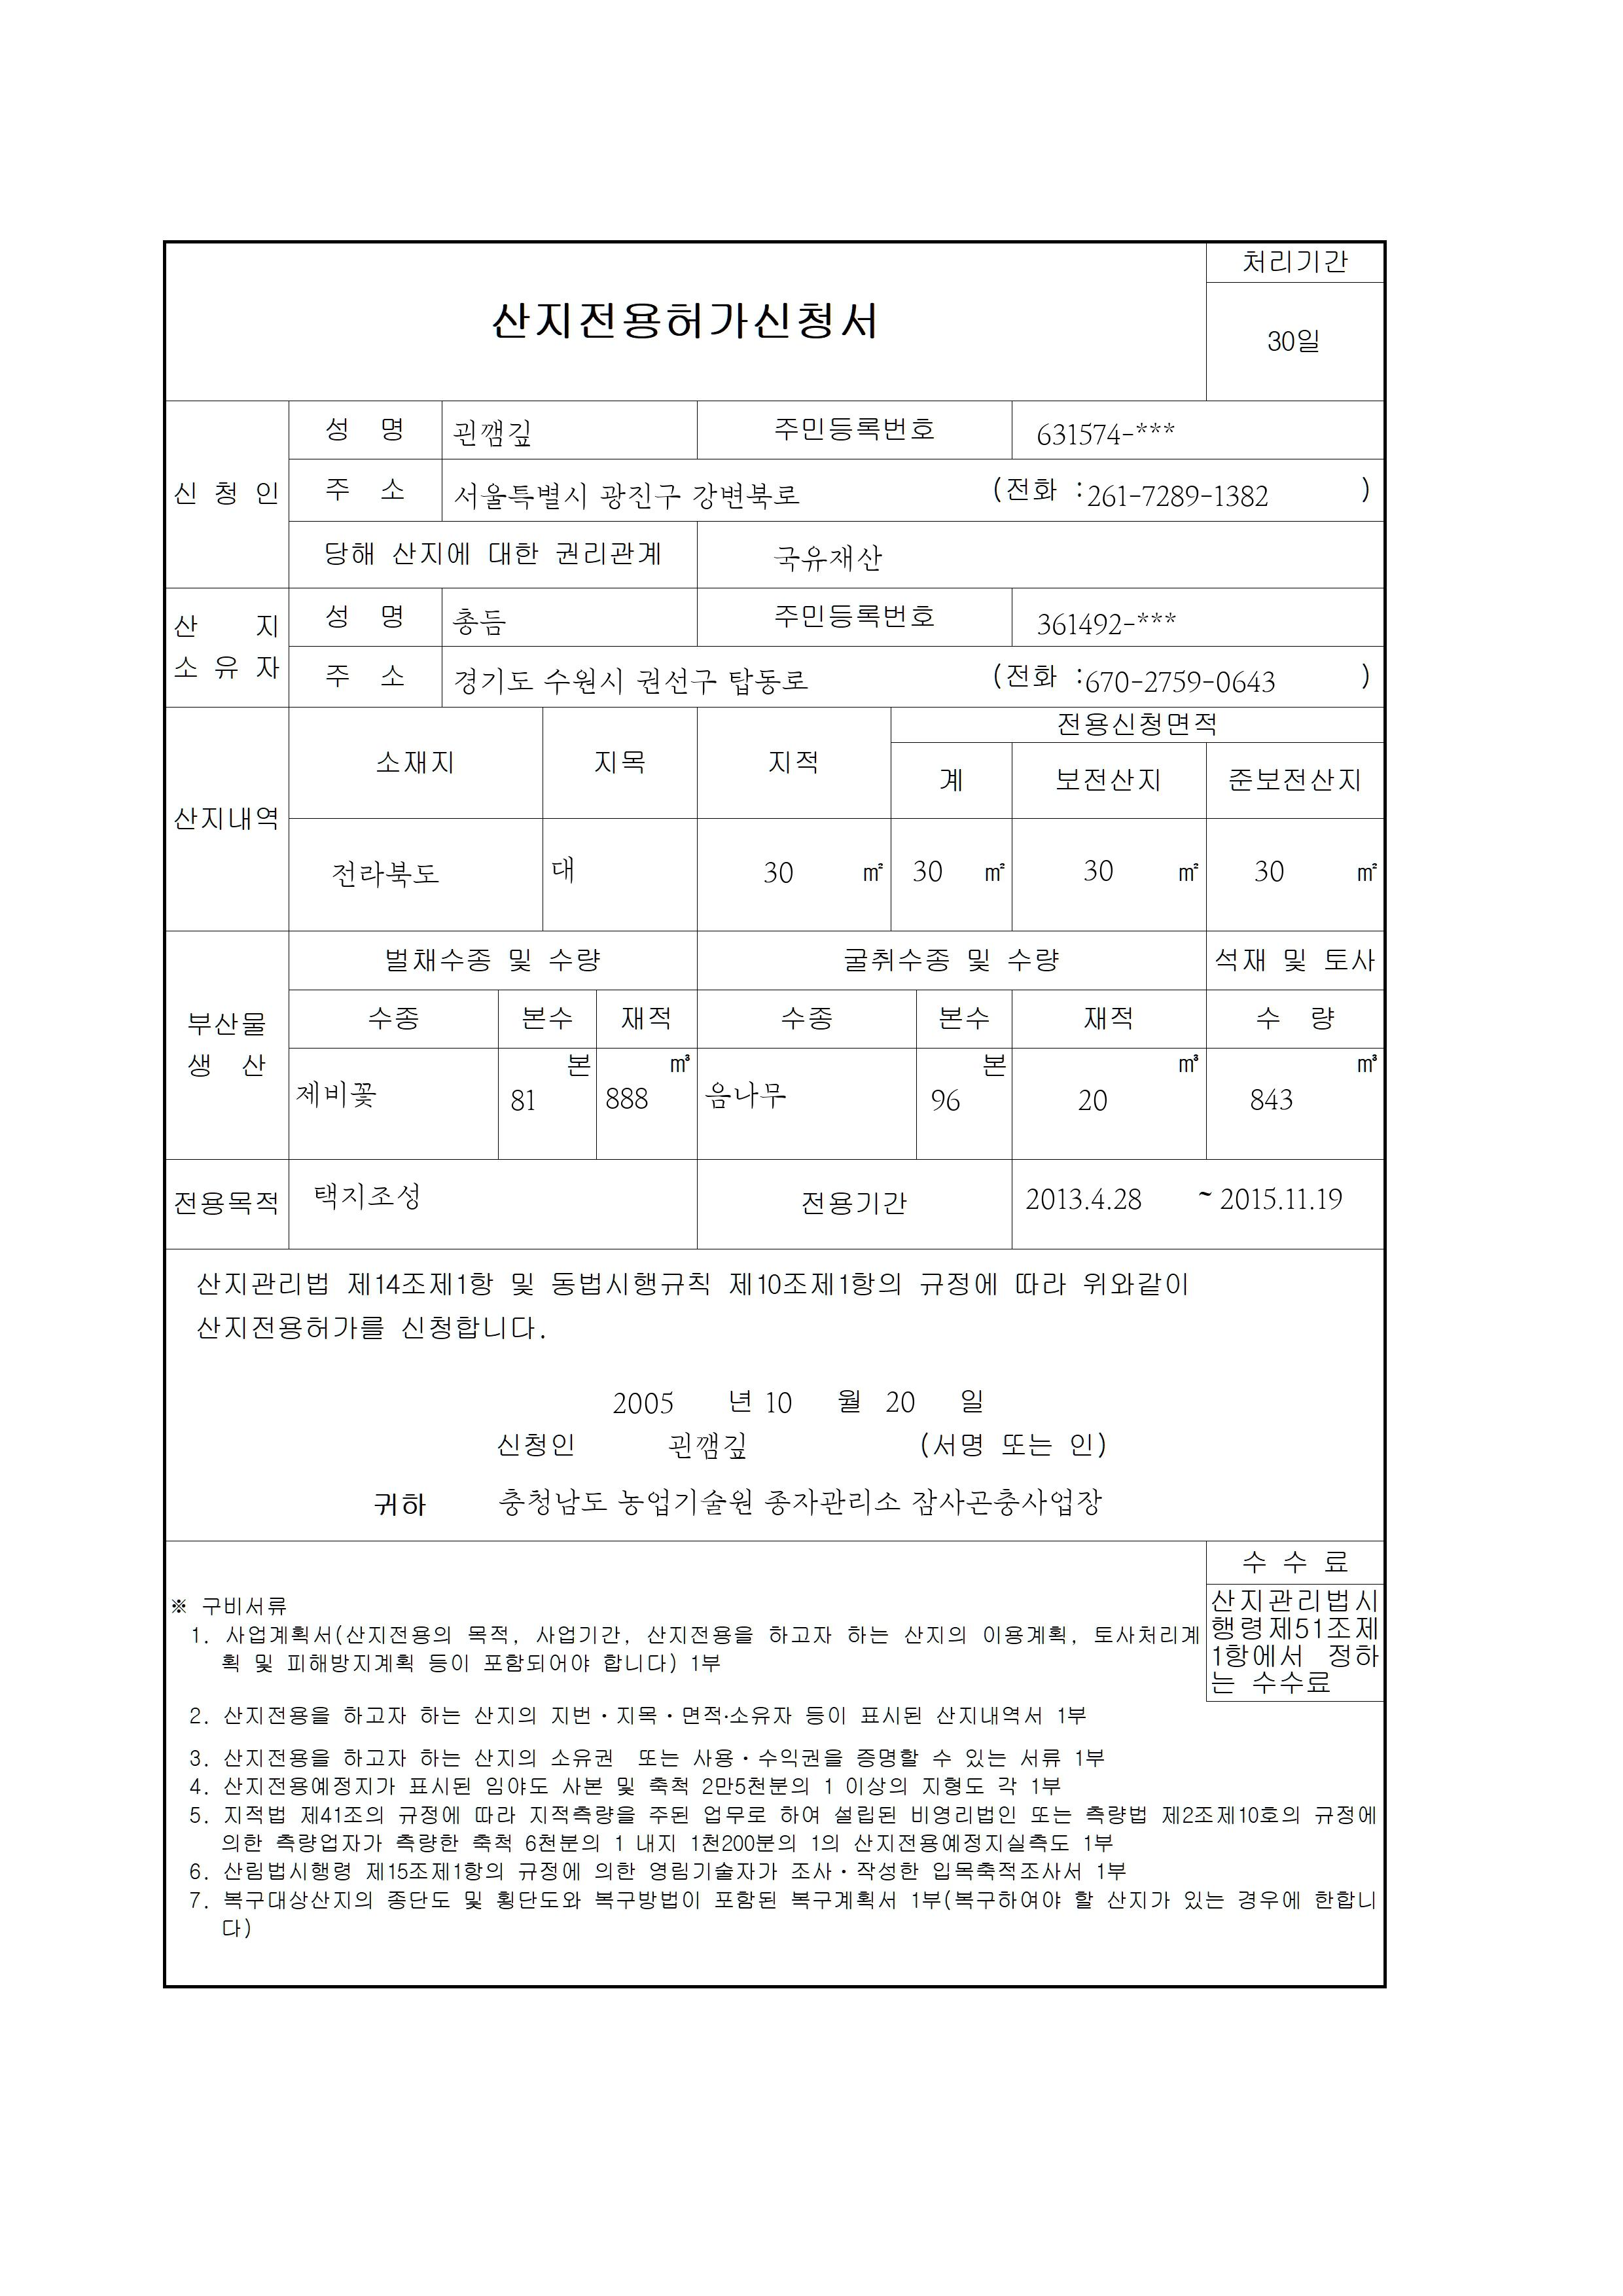 처리기간
산지전용허가신청서
30일
신 청 인
성 명 괸깸깊 주민등록번호 631574-***
주 소 서울특별시 광진구 강변북로 (전화 :261-7289-1382 )
당해 산지에 대한 권리관계 국유재산
산 지
소 유 자
성 명 총듬 주민등록번호 361492-***
주 소 경기도 수원시 권선구 탑동로 (전화 :670-2759-0643 )
산지내역
소재지 지목 지적 전용신청면적
계 보전산지 준보전산지
전라북도 대 30 ㎡ 30 ㎡ 30 ㎡ 30 ㎡
부산물
생 산
벌채수종 및 수량 굴취수종 및 수량 석재 및 토사
수종 본수 재적 수종 본수 재적 수 량
본 ㎥ 본 ㎥ ㎥
제비꽃 81 888 음나무 96 20 843
전용목적 택지조성 전용기간 2013.4.28 ~ 2015.11.19
산지관리법 제14조제1항 및 동법시행규칙 제10조제1항의 규정에 따라 위와같이
산지전용허가를 신청합니다.
2005 년 10 월 20 일
신청인 괸깸깊 (서명 또는 인)
귀하 충청남도 농업기술원 종자관리소 잠사곤충사업장
수 수 료
산지관리법시
행령제51조제
1항에서 정하
는 수수료
※ 구비서류
1. 사업계획서(산지전용의 목적, 사업기간, 산지전용을 하고자 하는 산지의 이용계획, 토사처리계
획 및 피해방지계획 등이 포함되어야 합니다) 1부
2. 산지전용을 하고자 하는 산지의 지번·지목·면적·소유자 등이 표시된 산지내역서 1부
3. 산지전용을 하고자 하는 산지의 소유권 또는 사용·수익권을 증명할 수 있는 서류 1부
4. 산지전용예정지가 표시된 임야도 사본 및 축척 2만5천분의 1 이상의 지형도 각 1부
5. 지적법 제41조의 규정에 따라 지적측량을 주된 업무로 하여 설립된 비영리법인 또는 측량법 제2조제10호의 규정에
의한 측량업자가 측량한 축척 6천분의 1 내지 1천200분의 1의 산지전용예정지실측도 1부
6. 산림법시행령 제15조제1항의 규정에 의한 영림기술자가 조사·작성한 입목축적조사서 1부
7. 복구대상산지의 종단도 및 횡단도와 복구방법이 포함된 복구계획서 1부(복구하여야 할 산지가 있는 경우에 한합니
다)